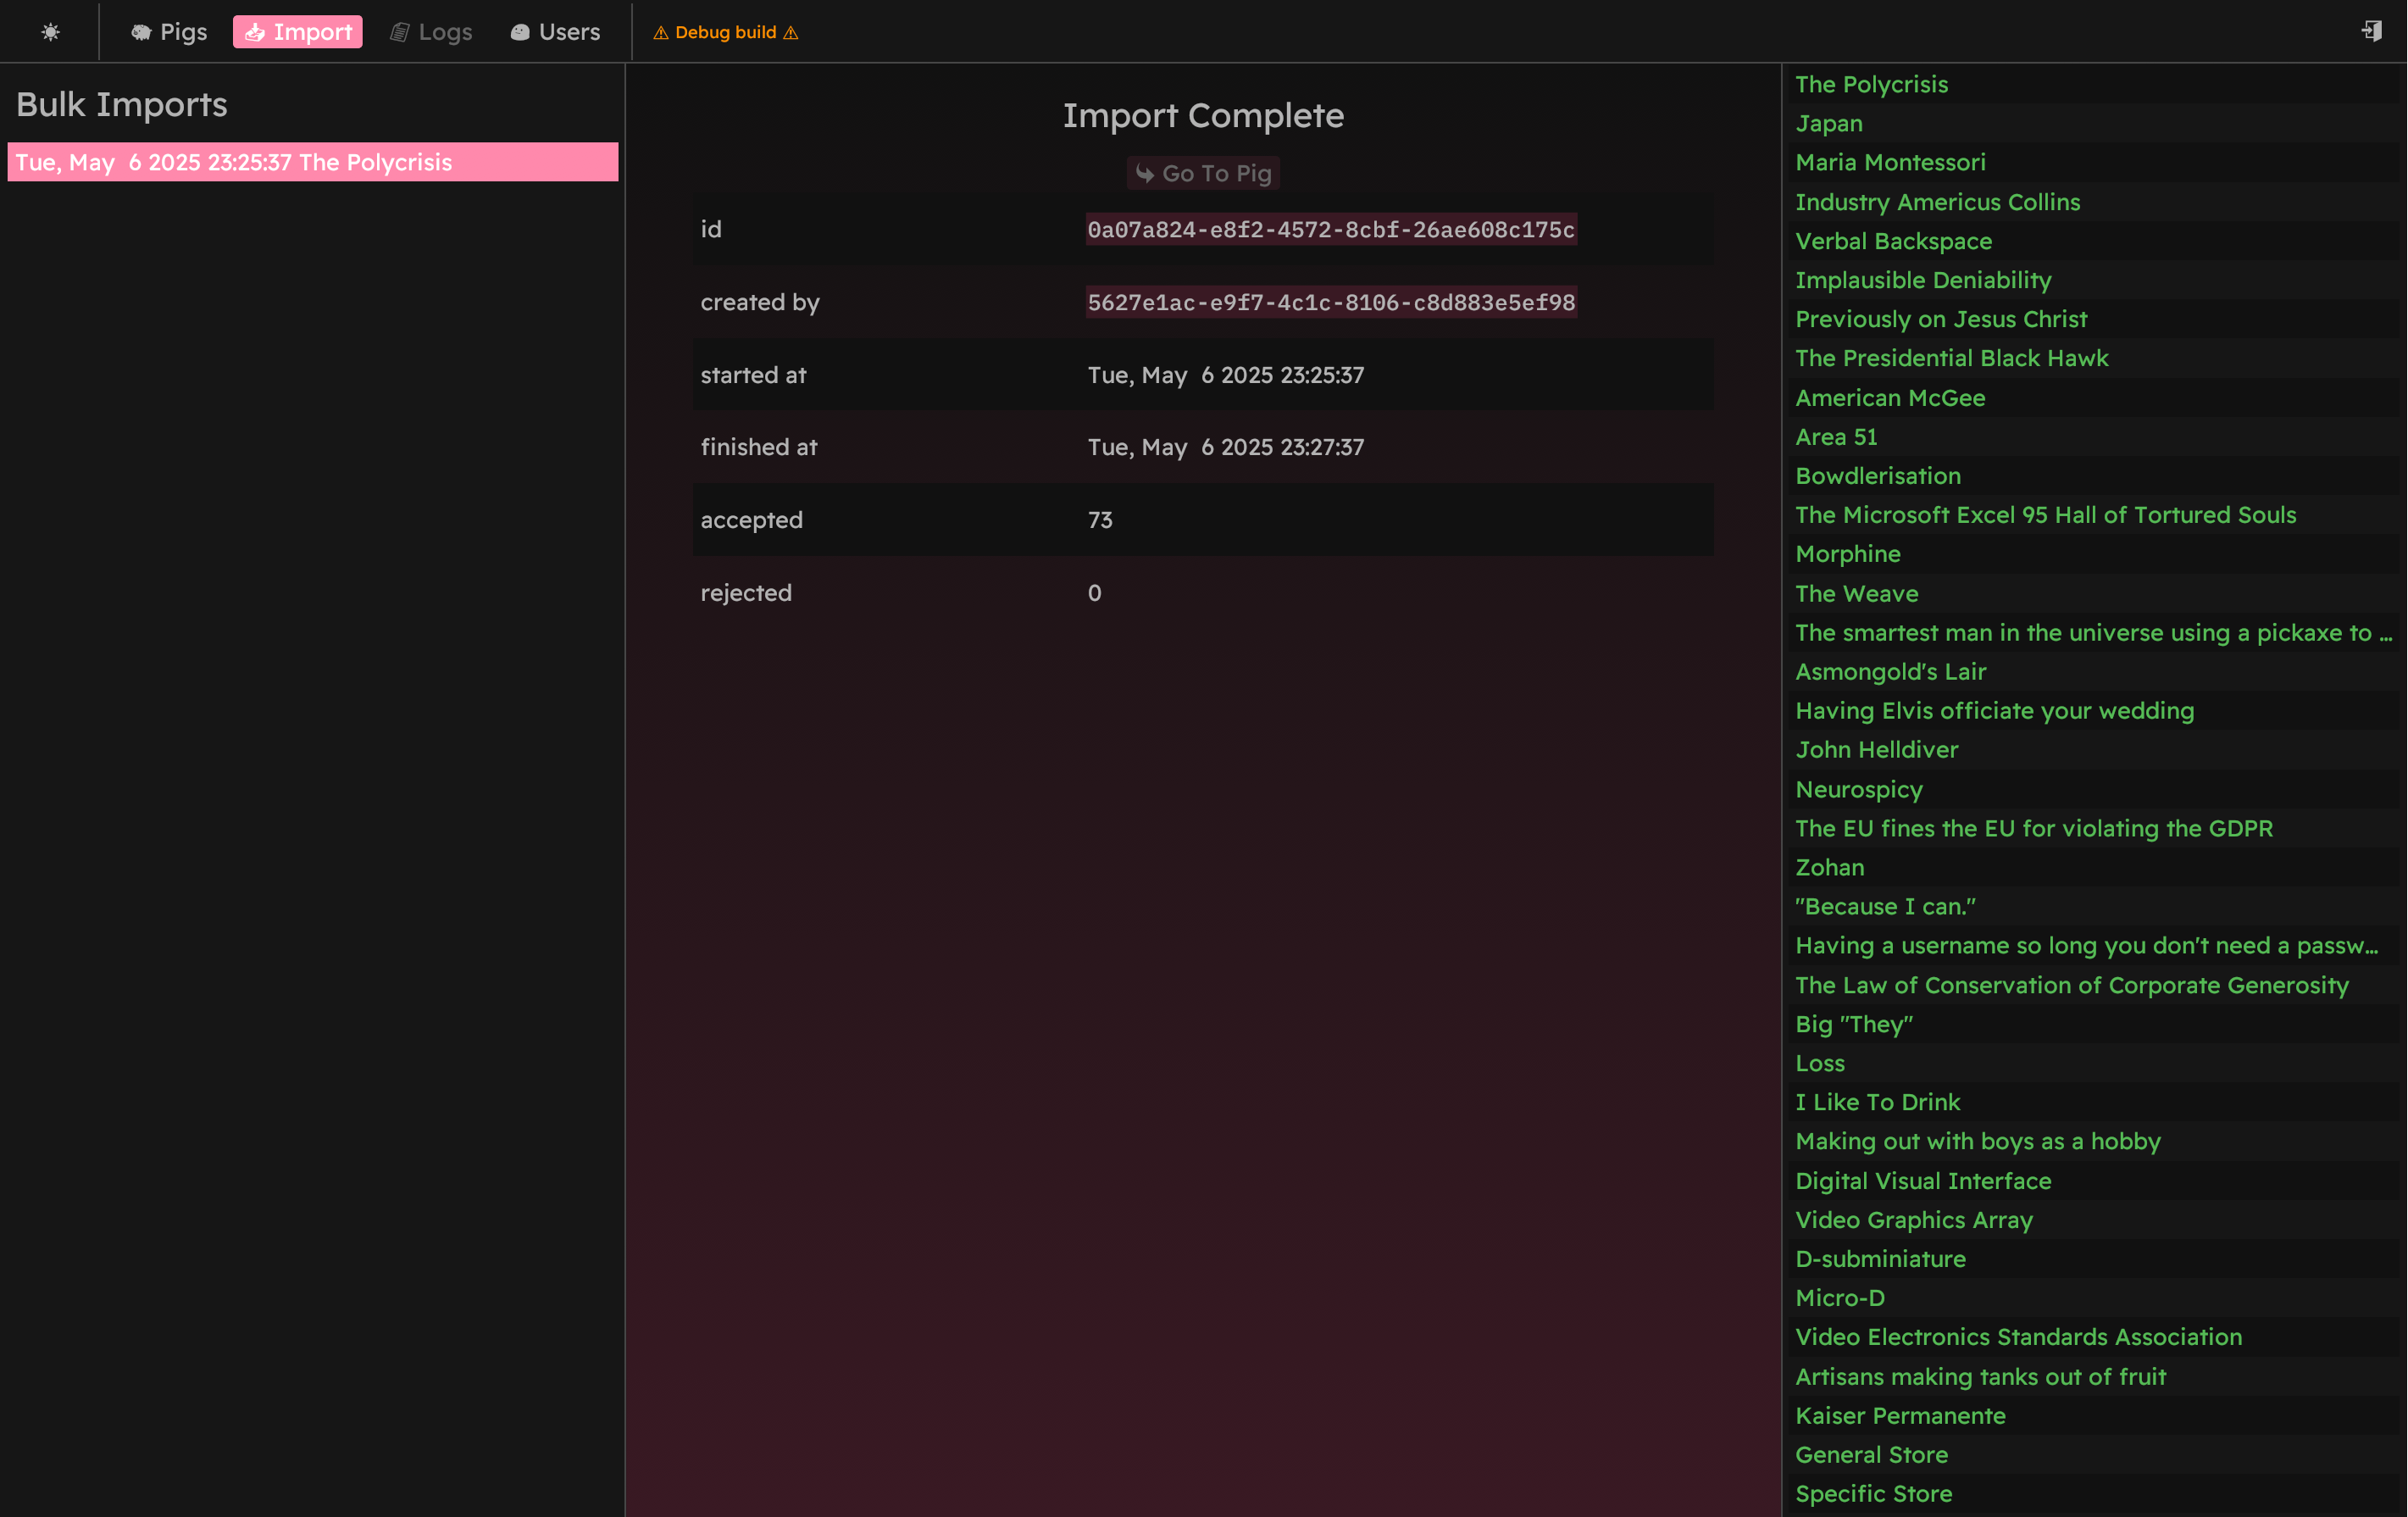 Pigs
Import
Logs
Users
⚠ Debug build ⚠
Bulk Imports
Tue, May  6 2025 23:25:37 The Polycrisis
Import Complete
Go To Pig
id 0a07a824-e8f2-4572-8cbf-26ae608c175c
created by 5627e1ac-e9f7-4c1c-8106-c8d883e5ef98
started at Tue, May  6 2025 23:25:37
finished at Tue, May  6 2025 23:27:37
accepted 73
rejected 0
The Polycrisis
Japan
Maria Montessori
Industry Americus Collins
Verbal Backspace
Implausible Deniability
Previously on Jesus Christ
The Presidential Black Hawk
American McGee
Area 51
Bowdlerisation
The Microsoft Excel 95 Hall of Tortured Souls
Morphine
The Weave
The smartest man in the universe using a pickaxe to ...
Asmongold's Lair
Having Elvis officiate your wedding
John Helldiver
Neurospicy
The EU fines the EU for violating the GDPR
Zohan
"Because I can."
Having a username so long you don't need a passw...
The Law of Conservation of Corporate Generosity
Big "They"
Loss
I Like To Drink
Making out with boys as a hobby
Digital Visual Interface
Video Graphics Array
D-subminiature
Micro-D
Video Electronics Standards Association
Artisans making tanks out of fruit
Kaiser Permanente
General Store
Specific Store